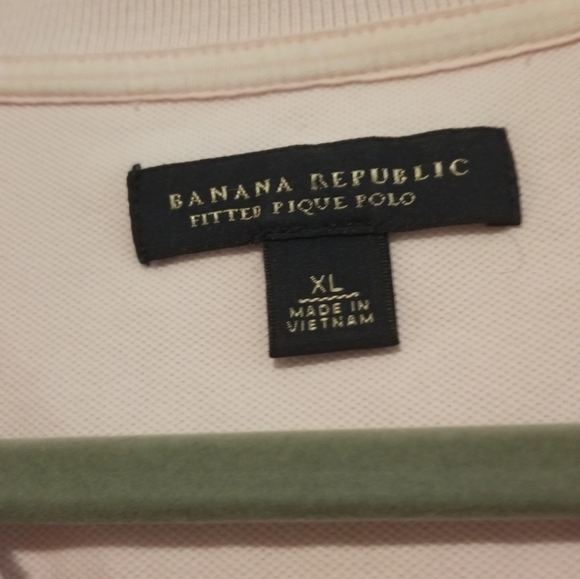 BANANA REPUBLIC
FITTED PIQUE POLO
XL
MADE IN
VIETNAM